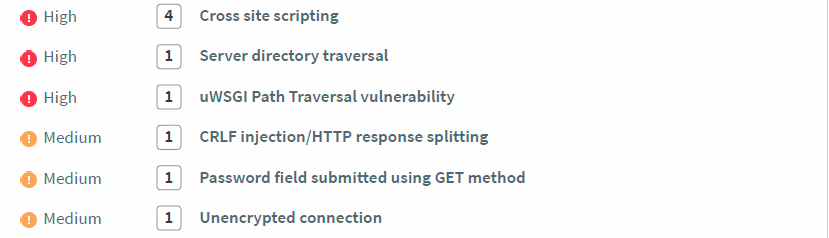 High 4 Cross site scripting
High 1 Server directory traversal
High 1 uWSGI Path Traversal vulnerability
Medium 1 CRLF injection/HTTP response splitting
Medium 1 Password field submitted using GET method
Medium 1 Unencrypted connection